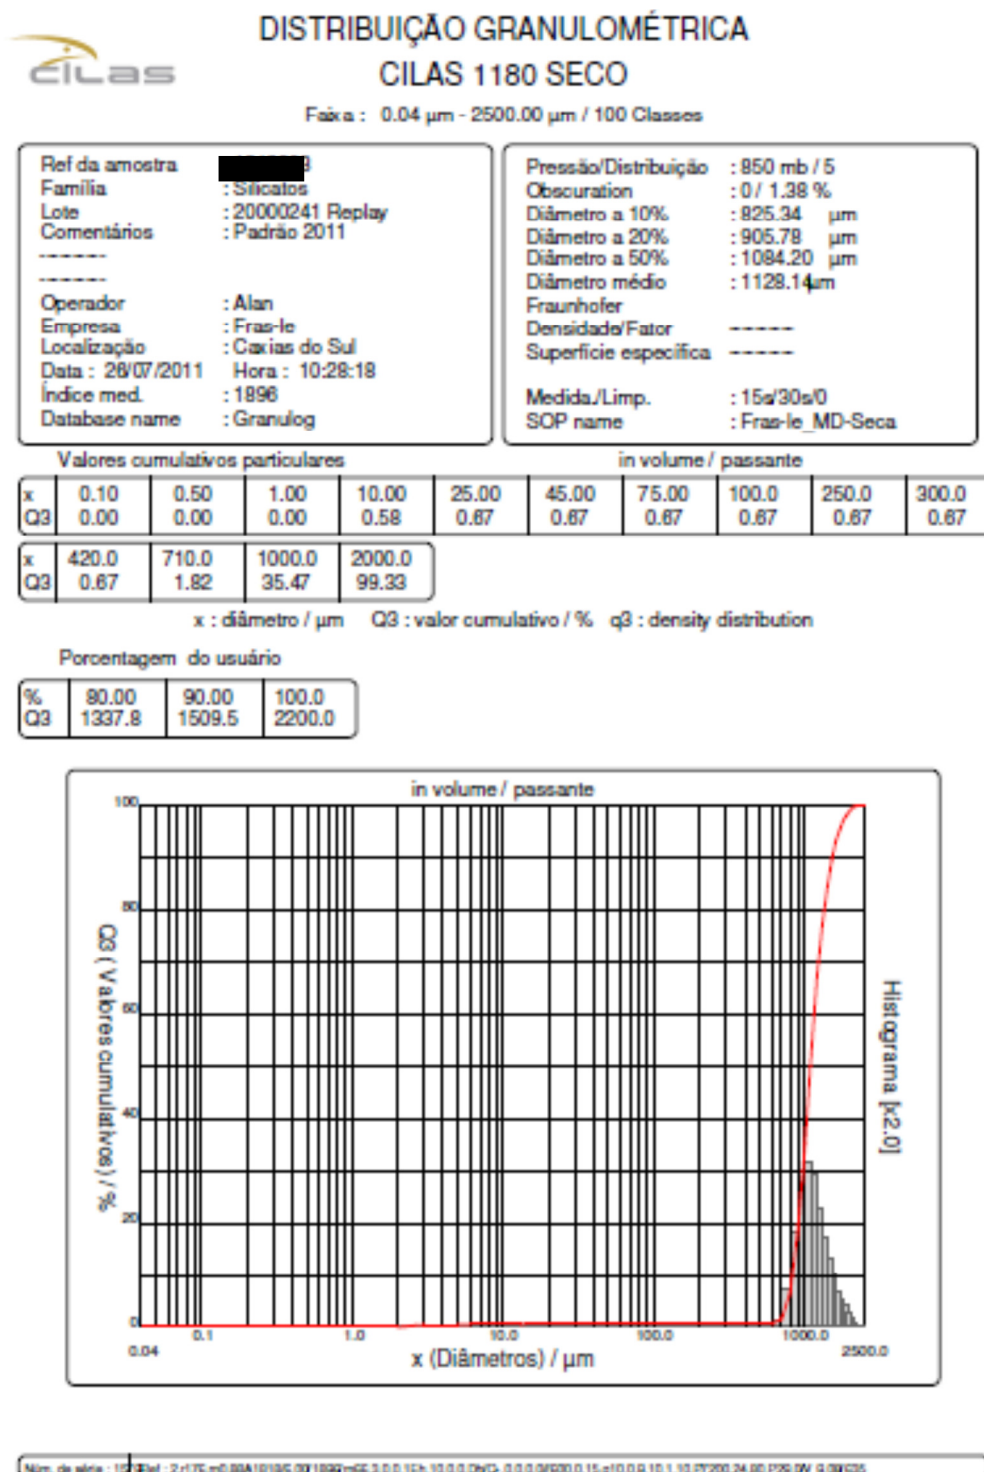 DISTRIBUIÇÃO GRANULOMÉTRICA
cilas
CILAS 1180 SECO
Faixa : 0.04 µm - 2500.00 µm / 100 Classes
Ref da amostra :
Família : Silicatos
Lote : 20000241 Replay
Comentários : Padrão 2011
----------
----------
Operador : Alan
Empresa : Fras-le
Localização : Caxias do Sul
Data : 26/07/2011 Hora : 10:28:18
Índice med. : 1896
Database name : Granulog
Pressão/Distribuição : 850 mb / 5
Obscuration : 0 / 1.38 %
Diâmetro a 10% : 825.34 µm
Diâmetro a 20% : 905.78 µm
Diâmetro a 50% : 1084.20 µm
Diâmetro médio : 1128.14µm
Fraunhofer
Densidade/Fator ----------
Superfície específica ----------
Medida./Limp. : 15s/30s/0
SOP name : Fras-le_MD-Seca
Valores cumulativos particulares in volume / passante
x 0.10 0.50 1.00 10.00 25.00 45.00 75.00 100.0 250.0 300.0
Q3 0.00 0.00 0.00 0.58 0.67 0.67 0.67 0.67 0.67 0.67
x 420.0 710.0 1000.0 2000.0
Q3 0.67 1.82 35.47 99.33
x : diâmetro / µm Q3 : valor cumulativo / % q3 : density distribution
Porcentagem do usuário
% 80.00 90.00 100.0
Q3 1337.8 1509.5 2200.0
in volume / passante
100
80
60
40
20
0
Q3 ( Valores cumulativos ) / %
Histograma [x2.0]
0.1 1.0 10.0 100.0 1000.0
0.04 2500.0
x (Diâmetros) / µm
Núm. de série :